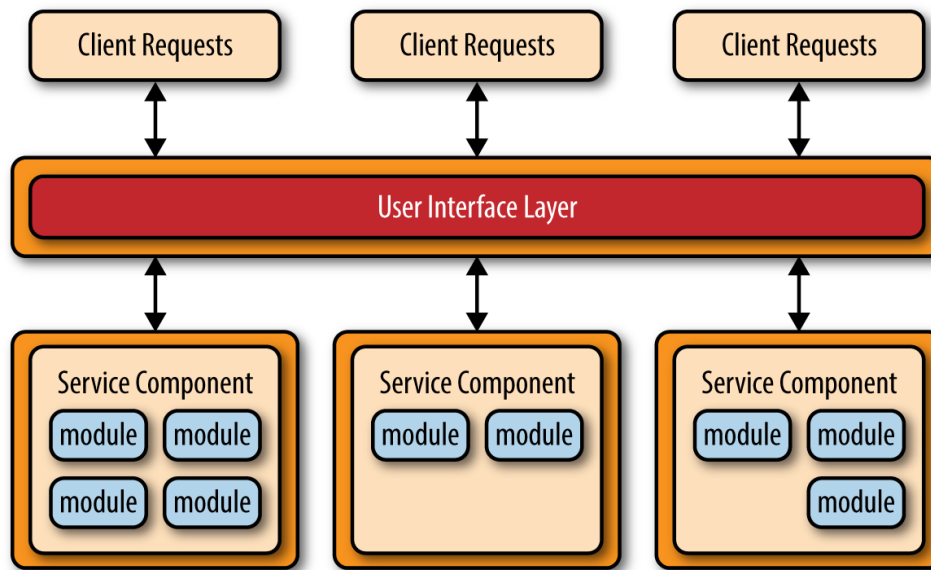 Client Requests
Client Requests
Client Requests
User Interface Layer
Service Component
module
module
module
module
Service Component
module
module
Service Component
module
module
module